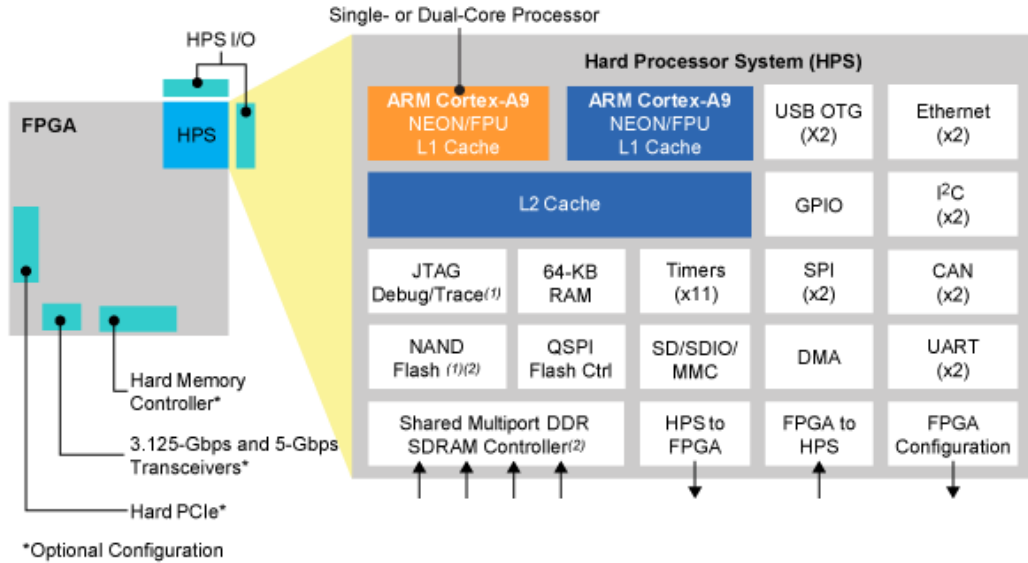 Single- or Dual-Core Processor
HPS I/O
FPGA
HPS
Hard Processor System (HPS)
ARM Cortex-A9
NEON/FPU
L1 Cache
ARM Cortex-A9
NEON/FPU
L1 Cache
USB OTG
(X2)
Ethernet
(x2)
L2 Cache
GPIO
I²C
(x2)
JTAG
Debug/Trace(1)
64-KB
RAM
Timers
(x11)
SPI
(x2)
CAN
(x2)
NAND
Flash (1)(2)
QSPI
Flash Ctrl
SD/SDIO/
MMC
DMA
UART
(x2)
Shared Multiport DDR
SDRAM Controller(2)
HPS to
FPGA
FPGA to
HPS
FPGA
Configuration
Hard Memory
Controller*
3.125-Gbps and 5-Gbps
Transceivers*
Hard PCIe*
*Optional Configuration